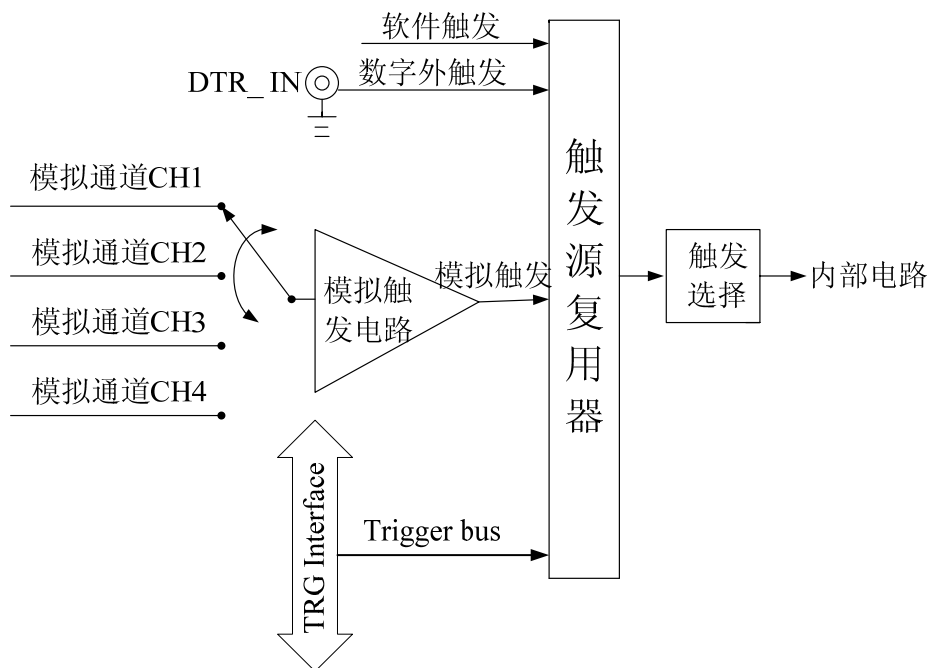 软件触发
DTR_ IN
数字外触发
模拟通道CH1
模拟通道CH2
模拟通道CH3
模拟通道CH4
模拟触
发电路
模拟触发
触
发
源
复
用
器
触发
选择
内部电路
TRG Interface
Trigger bus